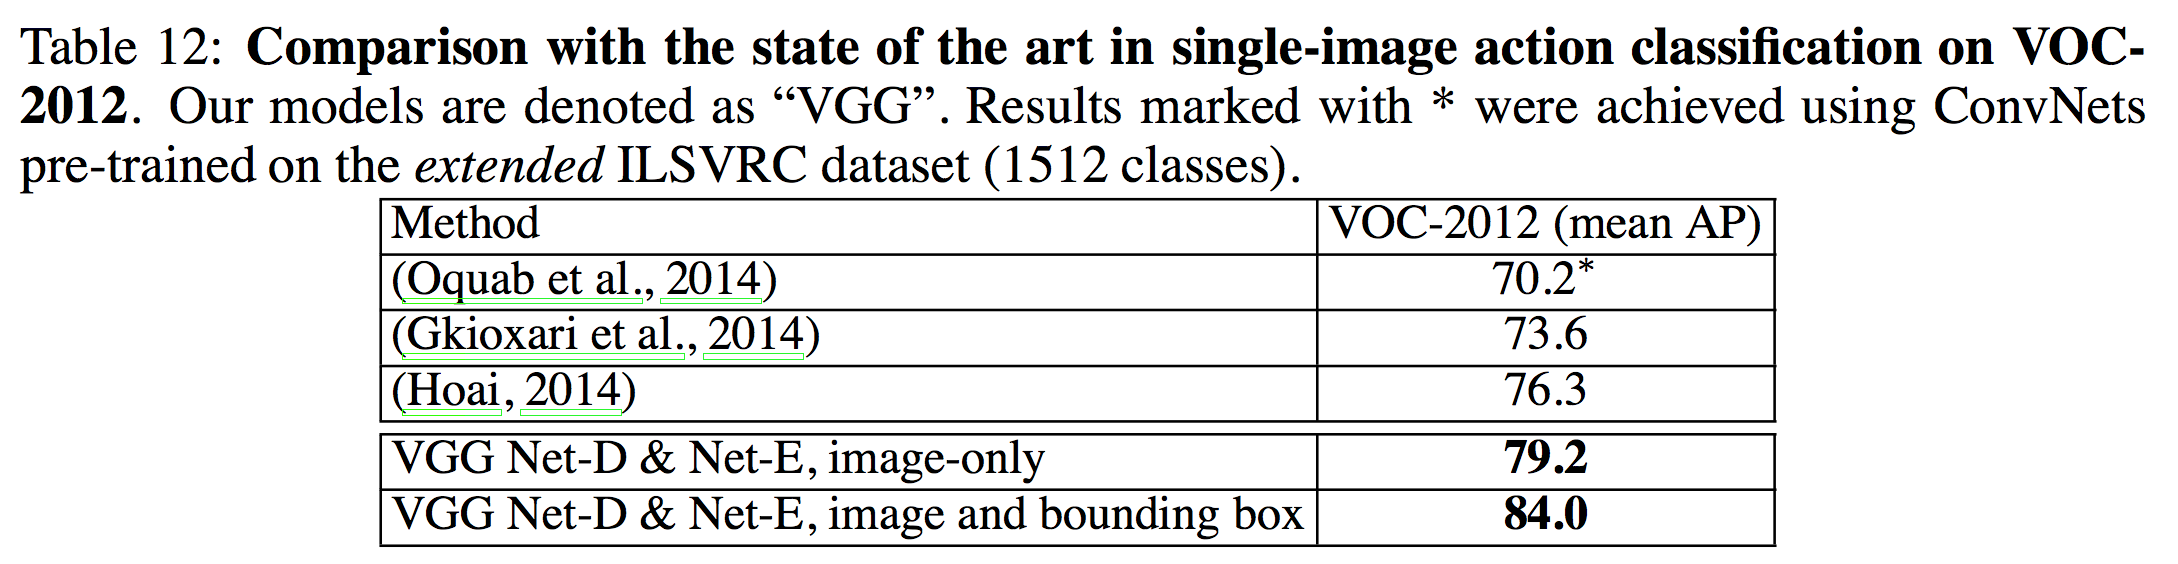 Table 12: Comparison with the state of the art in single-image action classification on VOC-
2012. Our models are denoted as “VGG”. Results marked with * were achieved using ConvNets
pre-trained on the extended ILSVRC dataset (1512 classes).
Method VOC-2012 (mean AP)
(Oquab et al., 2014) 70.2*
(Gkioxari et al., 2014) 73.6
(Hoai, 2014) 76.3
VGG Net-D & Net-E, image-only 79.2
VGG Net-D & Net-E, image and bounding box 84.0